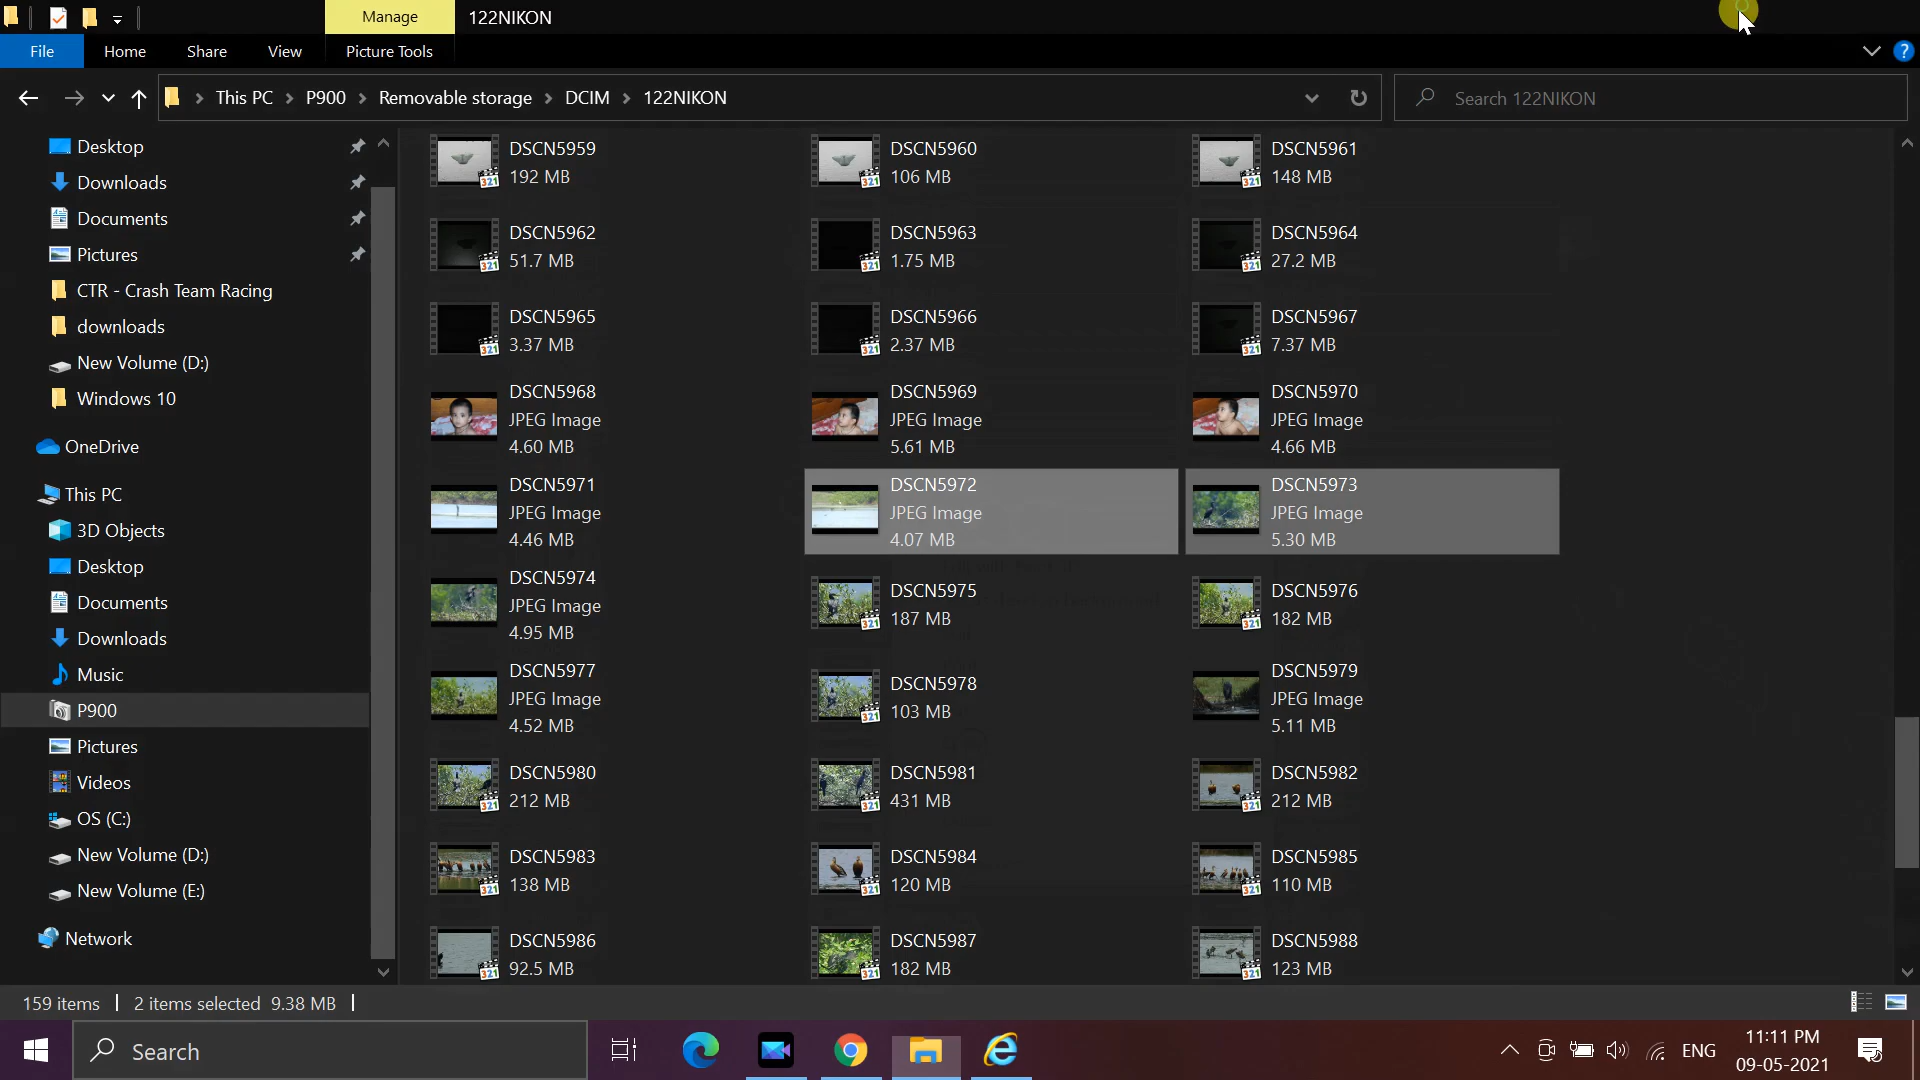 Manage
122NIKON
File
Home
Share
View
Picture Tools
?
This PC
P900
Removable storage
DCIM
122NIKON
Search 122NIKON
Desktop
Downloads
Documents
Pictures
CTR - Crash Team Racing
downloads
New Volume (D:)
Windows 10
OneDrive
This PC
3D Objects
Desktop
Documents
Downloads
Music
P900
Pictures
Videos
OS (C:)
New Volume (D:)
New Volume (E:)
Network
DSCN5959
192 MB
DSCN5960
106 MB
DSCN5961
148 MB
DSCN5962
51.7 MB
DSCN5963
1.75 MB
DSCN5964
27.2 MB
DSCN5965
3.37 MB
DSCN5966
2.37 MB
DSCN5967
7.37 MB
DSCN5968
JPEG Image
4.60 MB
DSCN5969
JPEG Image
5.61 MB
DSCN5970
JPEG Image
4.66 MB
DSCN5971
JPEG Image
4.46 MB
DSCN5972
JPEG Image
4.07 MB
DSCN5973
JPEG Image
5.30 MB
DSCN5974
JPEG Image
4.95 MB
DSCN5975
187 MB
DSCN5976
182 MB
DSCN5977
JPEG Image
4.52 MB
DSCN5978
103 MB
DSCN5979
JPEG Image
5.11 MB
DSCN5980
212 MB
DSCN5981
431 MB
DSCN5982
212 MB
DSCN5983
138 MB
DSCN5984
120 MB
DSCN5985
110 MB
DSCN5986
92.5 MB
DSCN5987
182 MB
DSCN5988
123 MB
159 items
2 items selected 9.38 MB
Search
ENG
11:11 PM
09-05-2021